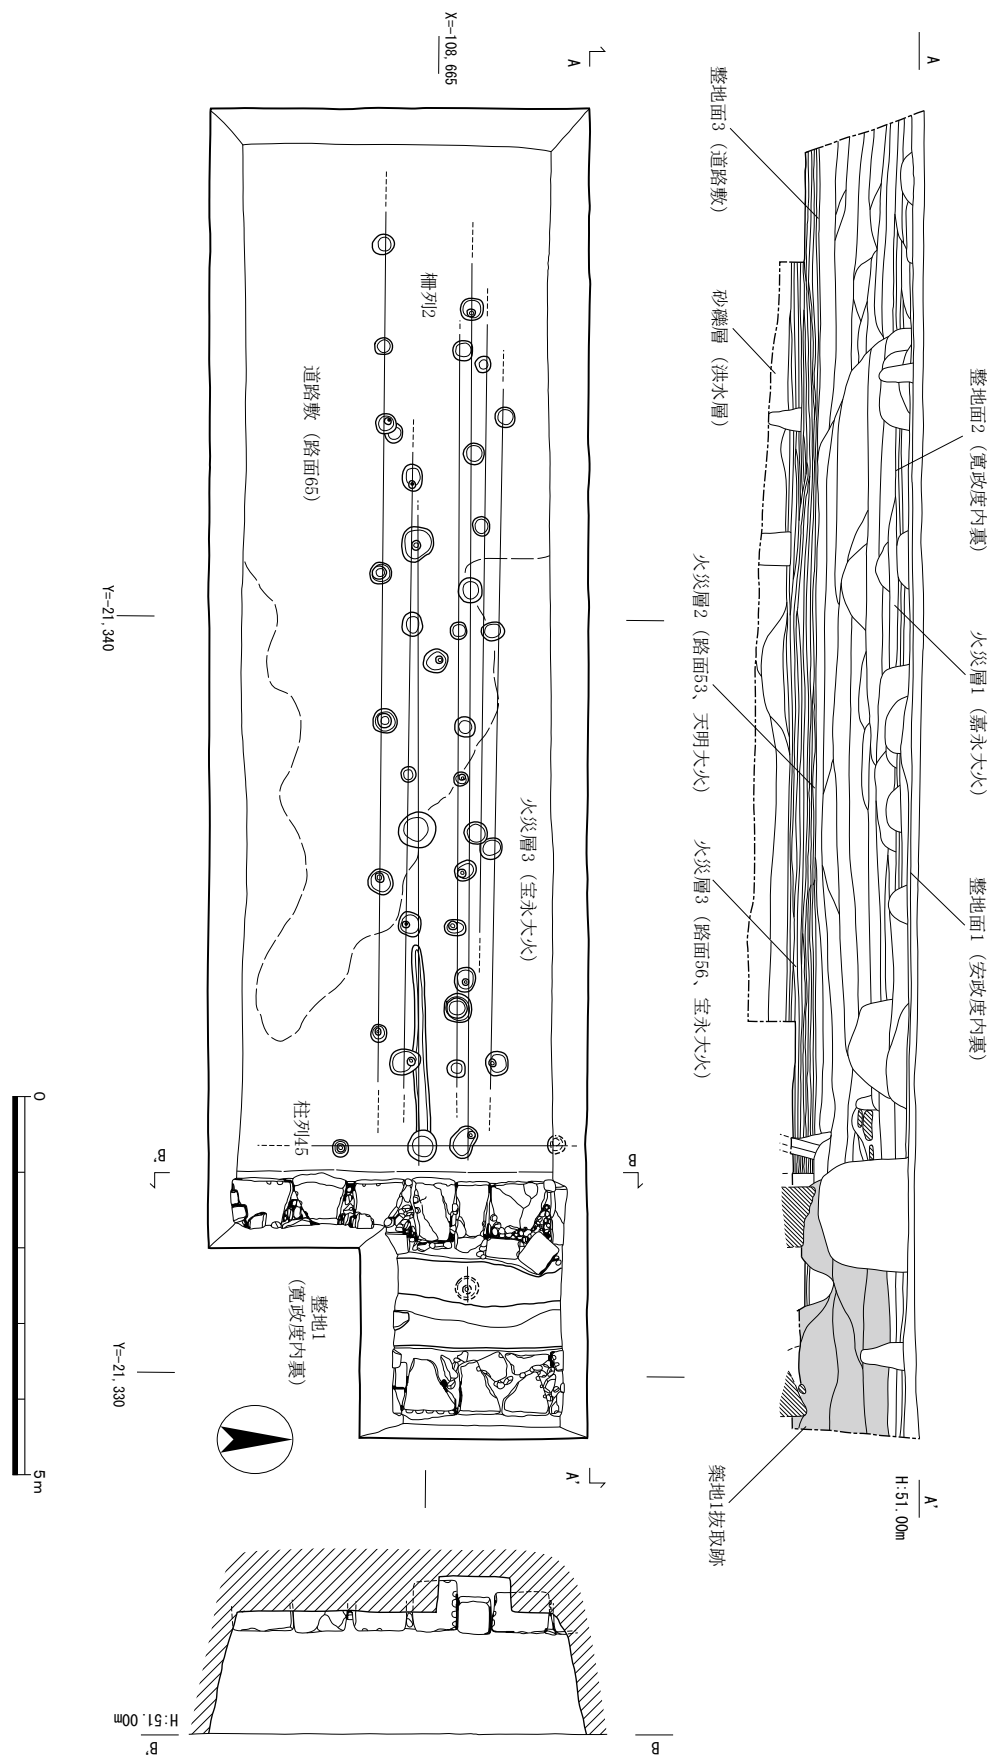 A
A'
H:51.00m
整地面3（道路敷）
砂礫層（洪水層）
整地面2（寛政度内裏）
火災層2（路面53、天明大火）
火災層1（嘉永大火）
火災層3（路面56、宝永大火）
整地面1（安政度内裏）
築地1抜取跡
X=-108,665
A
A'
柵列2
道路敷（路面65）
火災層3（宝永大火）
柱列45
整地1
（寛政度内裏）
Y=-21,340
Y=-21,330
B
B'
0
5m
H:51.00m
B
B'